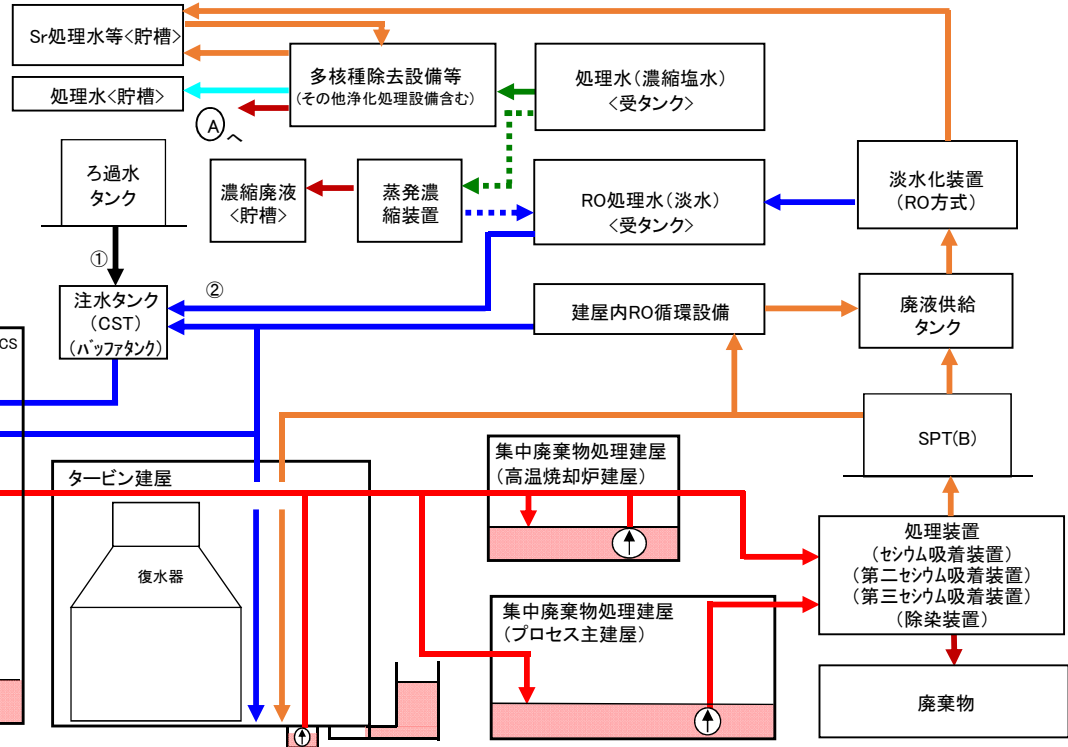 Sr処理水等<貯槽>
処理水<貯槽>
多核種除去設備等
(その他浄化処理設備含む)
処理水(濃縮塩水)
<受タンク>
A
へ
ろ過水
タンク
濃縮廃液
<貯槽>
蒸発濃
縮装置
RO処理水(淡水)
<受タンク>
淡水化装置
(RO方式)
①
②
注水タンク
(CST)
(バッファタンク)
建屋内RO循環設備
廃液供給
タンク
CS
SPT(B)
タービン建屋
復水器
集中廃棄物処理建屋
(高温焼却炉建屋)
処理装置
(セシウム吸着装置)
(第二セシウム吸着装置)
(第三セシウム吸着装置)
(除染装置)
集中廃棄物処理建屋
(プロセス主建屋)
廃棄物